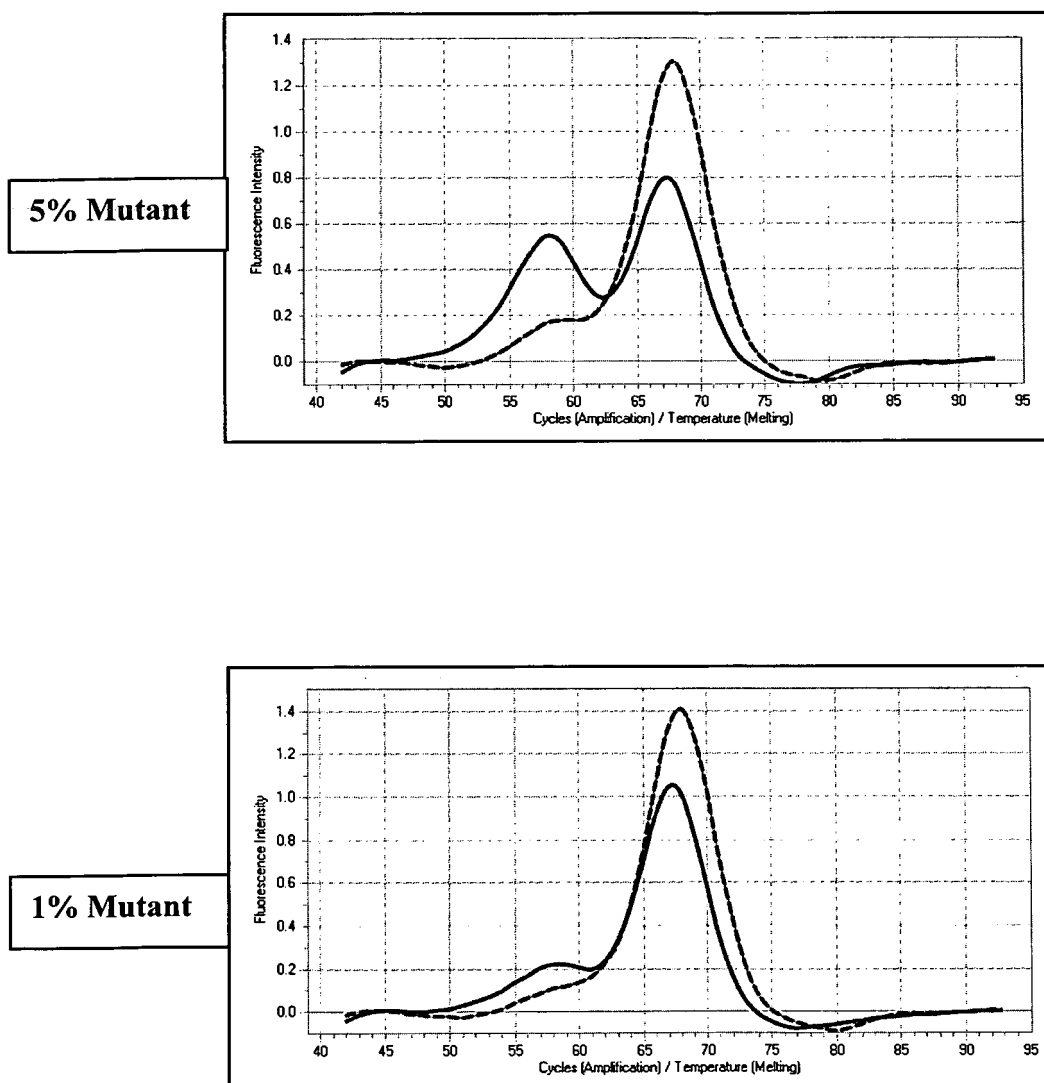 1.4
1.2
1.0
0.8
0.6
0.4
0.2
0.0
Fluorescence Intensity
40 45 50 55 60 65 70 75 80 85 90 95
Cycles (Amplification) / Temperature (Melting)
5% Mutant
1.4
1.2
1.0
0.8
0.6
0.4
0.2
0.0
Fluorescence Intensity
40 45 50 55 60 65 70 75 80 85 90 95
Cycles (Amplification) / Temperature (Melting)
1% Mutant